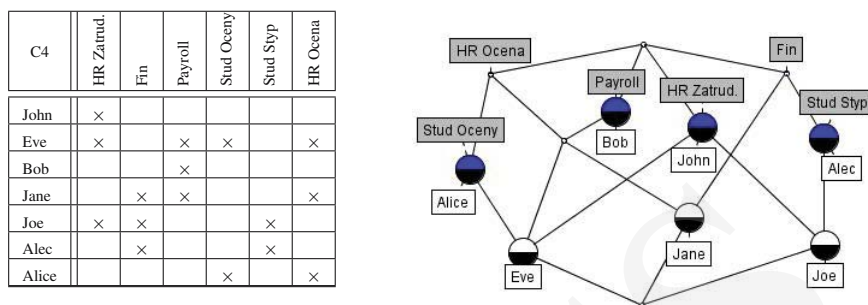 C4 HR Zatrud. Fin Payroll Stud Oceny Stud Styp HR Ocena
John ×
Eve × × × ×
Bob ×
Jane × × ×
Joe × × ×
Alec × ×
Alice × ×
HR Ocena
Fin
Payroll
HR Zatrud.
Stud Styp
Stud Oceny
Bob
John
Alec
Alice
Eve
Jane
Joe